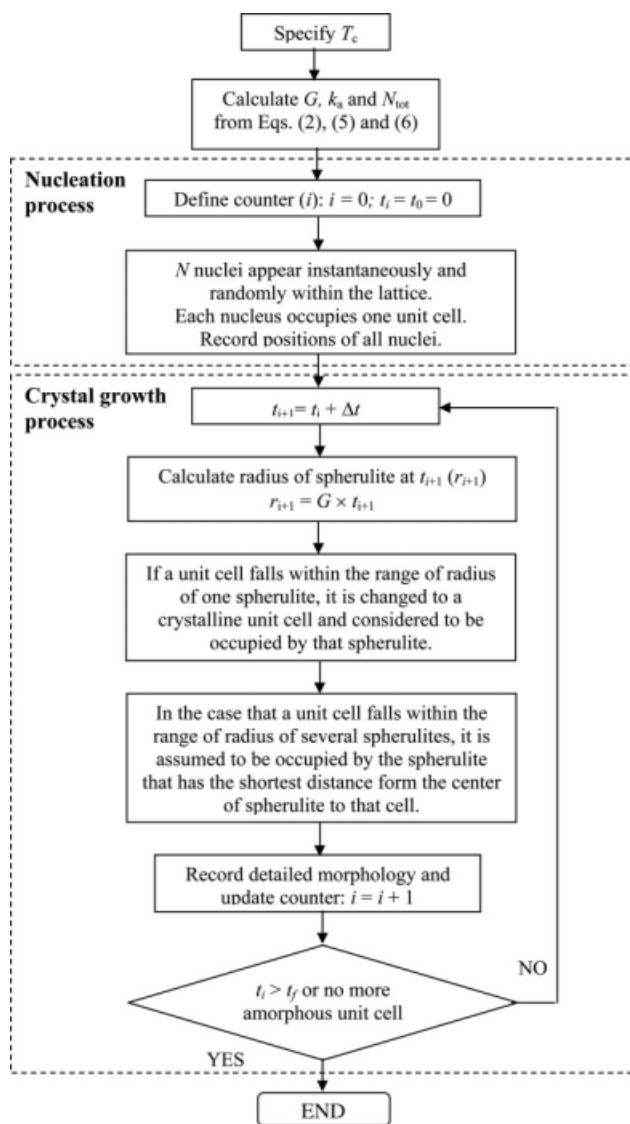 Specify Tc
Calculate G, ka and Ntot
from Eqs. (2), (5) and (6)
Nucleation
process
Define counter (i): i = 0; ti = t0 = 0
N nuclei appear instantaneously and
randomly within the lattice.
Each nucleus occupies one unit cell.
Record positions of all nuclei.
Crystal growth
process
ti+1= ti + Δt
Calculate radius of spherulite at ti+1 (ri+1)
ri+1 = G × ti+1
If a unit cell falls within the range of radius
of one spherulite, it is changed to a
crystalline unit cell and considered to be
occupied by that spherulite.
In the case that a unit cell falls within the
range of radius of several spherulites, it is
assumed to be occupied by the spherulite
that has the shortest distance form the center
of spherulite to that cell.
Record detailed morphology and
update counter: i = i + 1
NO
ti > tf or no more
amorphous unit cell
YES
END